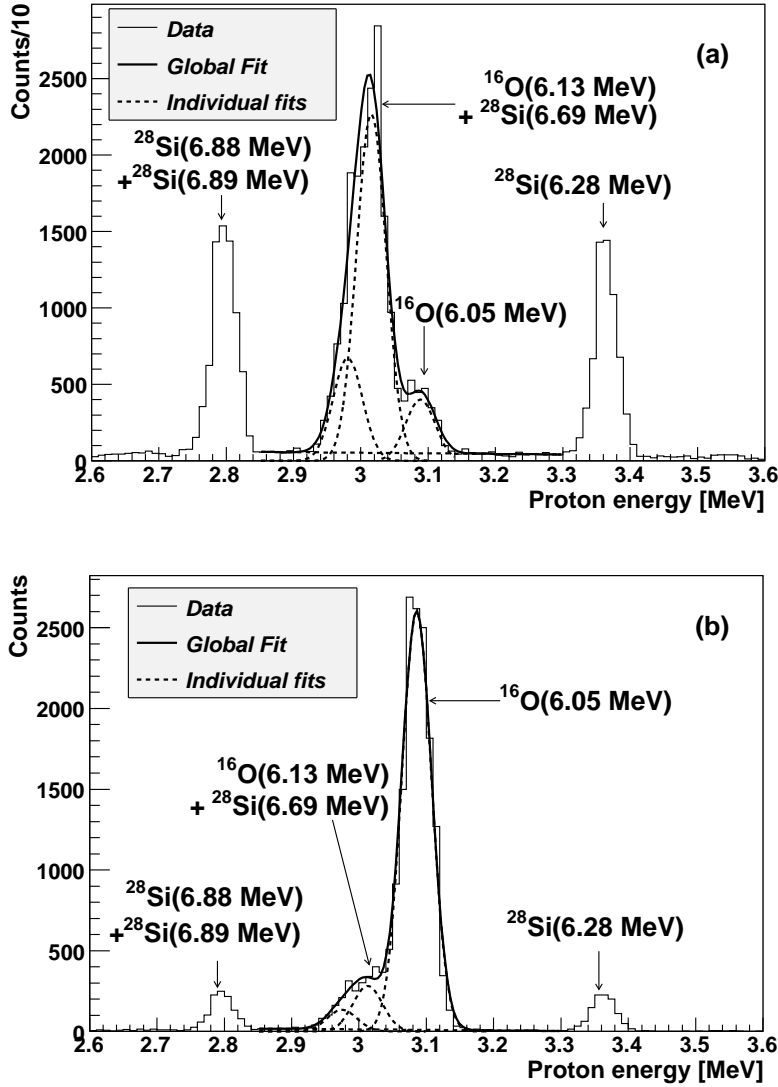 Counts/10
Data
Global Fit
Individual fits
(a)
¹⁶O(6.13 MeV)
+ ²⁸Si(6.69 MeV)
²⁸Si(6.88 MeV)
+²⁸Si(6.89 MeV)
²⁸Si(6.28 MeV)
¹⁶O(6.05 MeV)
2500
2000
1500
1000
500
0
2.6 2.7 2.8 2.9 3 3.1 3.2 3.3 3.4 3.5 3.6
Proton energy [MeV]
Counts
Data
Global Fit
Individual fits
(b)
¹⁶O(6.05 MeV)
¹⁶O(6.13 MeV)
+ ²⁸Si(6.69 MeV)
²⁸Si(6.88 MeV)
+²⁸Si(6.89 MeV)
²⁸Si(6.28 MeV)
2500
2000
1500
1000
500
0
2.6 2.7 2.8 2.9 3 3.1 3.2 3.3 3.4 3.5 3.6
Proton energy [MeV]